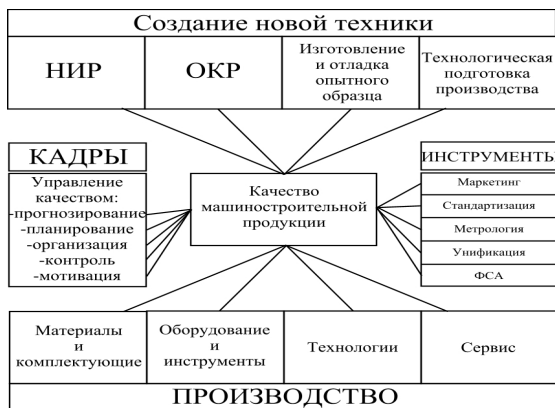 Создание новой техники
НИР
ОКР
Изготовление
и отладка
опытного
образца
Технологическая
подготовка
производства
КАДРЫ
Управление
качеством:
-прогнозирование
-планирование
-организация
-контроль
-мотивация
Качество
машиностроительной
продукции
ИНСТРУМЕНТЫ
Маркетинг
Стандартизация
Метрология
Унификация
ФСА
Материалы
и
комплектующие
Оборудование
и
инструменты
Технологии
Сервис
ПРОИЗВОДСТВО